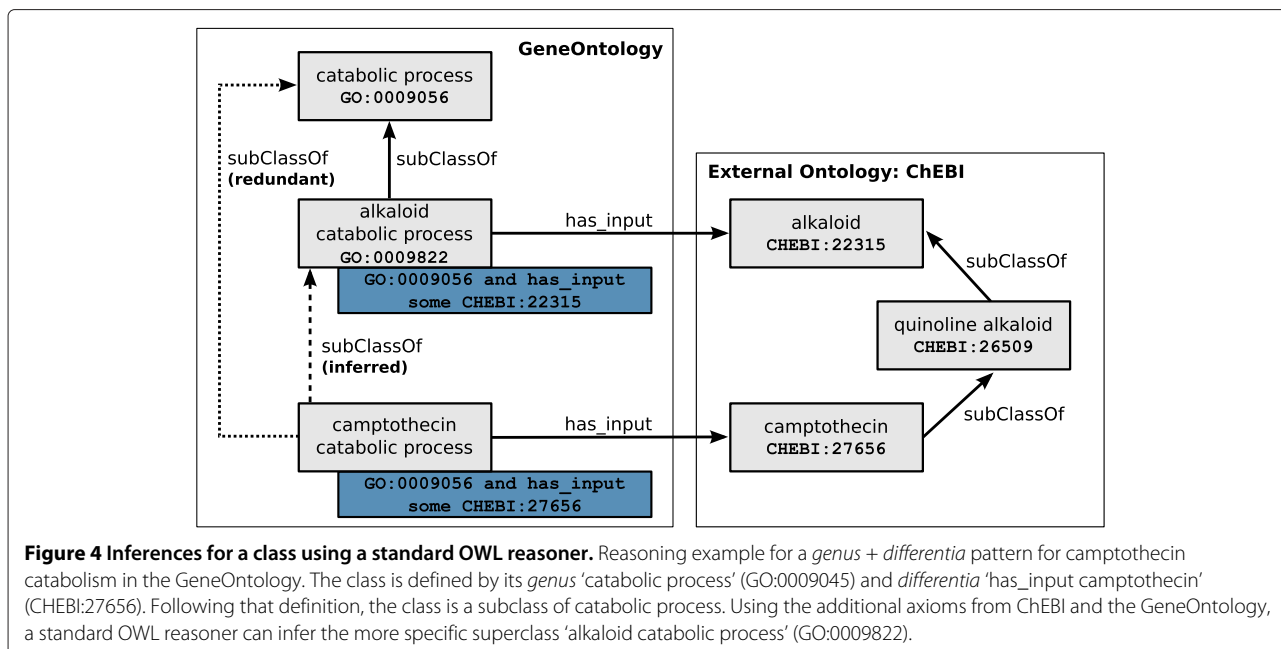 GeneOntology
catabolic process
GO:0009056
subClassOf
(redundant)
subClassOf
External Ontology: ChEBI
alkaloid
catabolic process
GO:0009822
has_input
alkaloid
CHEBI:22315
GO:0009056 and has_input
some CHEBI:22315
subClassOf
quinoline alkaloid
CHEBI:26509
subClassOf
(inferred)
subClassOf
camptothecin
catabolic process
has_input
camptothecin
CHEBI:27656
GO:0009056 and has_input
some CHEBI:27656
Figure 4 Inferences for a class using a standard OWL reasoner. Reasoning example for a genus + differentia pattern for camptothecin
catabolism in the GeneOntology. The class is defined by its genus ‘catabolic process’ (GO:0009045) and differentia ‘has_input camptothecin’
(CHEBI:27656). Following that definition, the class is a subclass of catabolic process. Using the additional axioms from ChEBI and the GeneOntology,
a standard OWL reasoner can infer the more specific superclass ‘alkaloid catabolic process’ (GO:0009822).